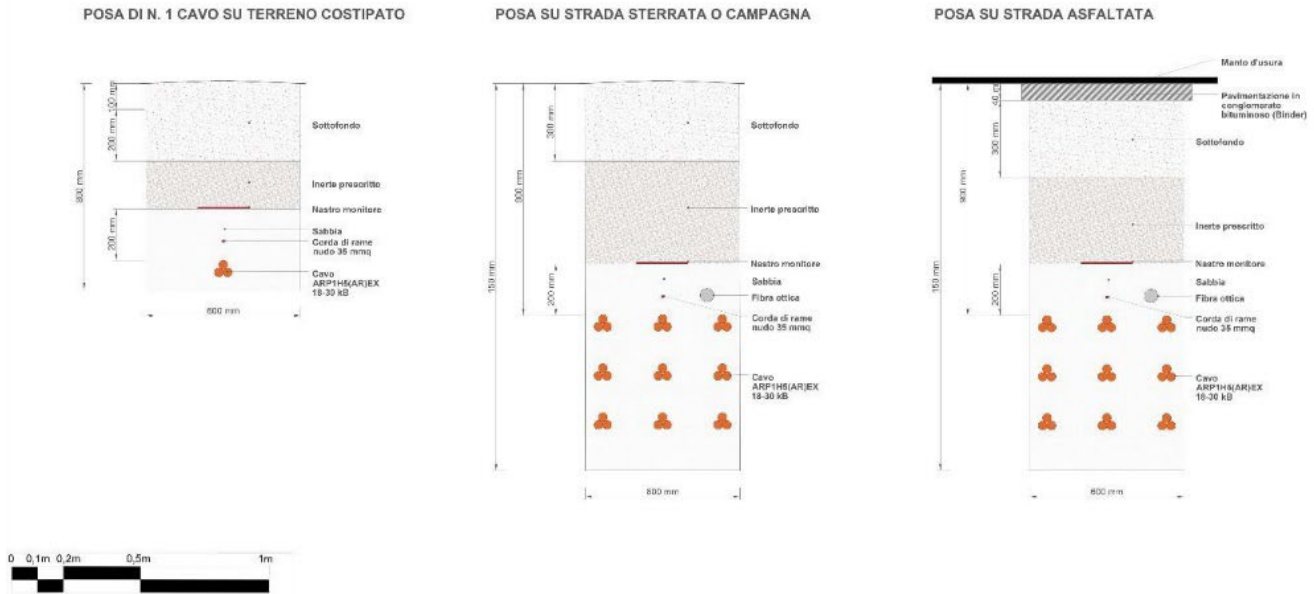 POSA DI N. 1 CAVO SU TERRENO COSTIPATO
100 mm
200 mm
800 mm
200 mm
600 mm
Sottofondo
Inerte prescritto
Nastro monitore
Sabbia
Corda di rame
nudo 35 mmq
Cavo
ARP1H5(AR)EX
18-30 kB
POSA SU STRADA STERRATA O CAMPAGNA
300 mm
900 mm
150 mm
200 mm
Sottofondo
Inerte prescritto
Nastro monitore
Sabbia
Fibra ottica
Corda di rame
nudo 35 mmq
Cavo
ARP1H5(AR)EX
18-30 kB
POSA SU STRADA ASFALTATA
40 mm
300 mm
900 mm
150 mm
200 mm
600 mm
Manto d'usura
Pavimentazione in
conglomerato
bituminoso (Binder)
Sottofondo
Inerte prescritto
Nastro monitore
Sabbia
Fibra ottica
Corda di rame
nudo 35 mmq
Cavo
ARP1H5(AR)EX
18-30 kB
0 0,1m 0,2m 0,5m 1m